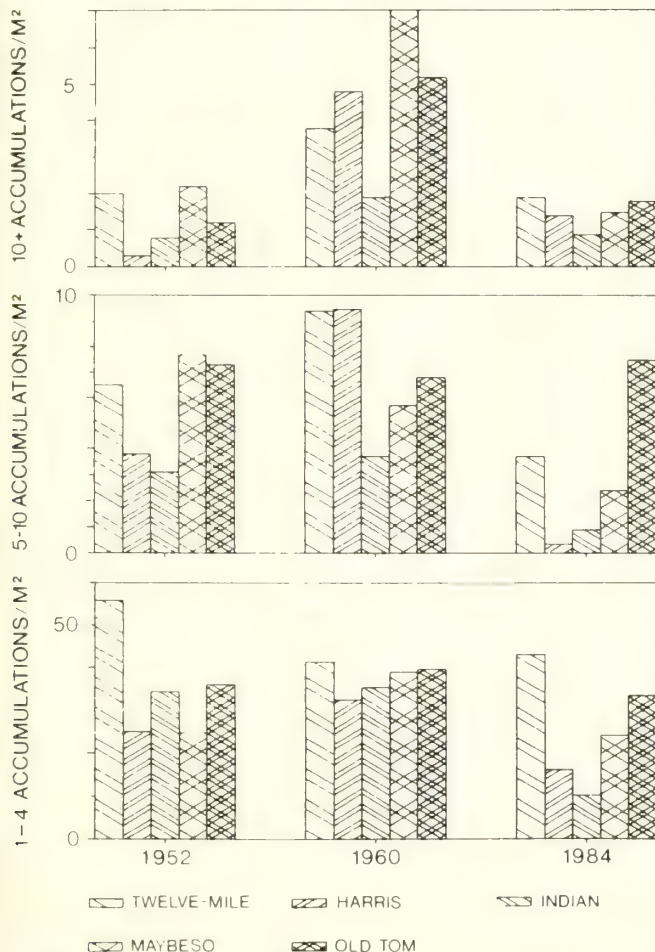 10+ ACCUMULATIONS/M²
5
0
5-10 ACCUMULATIONS/M²
10
0
1-4 ACCUMULATIONS/M²
50
0
1952 1960 1984
TWELVE-MILE HARRIS INDIAN
MAYBESO OLD TOM